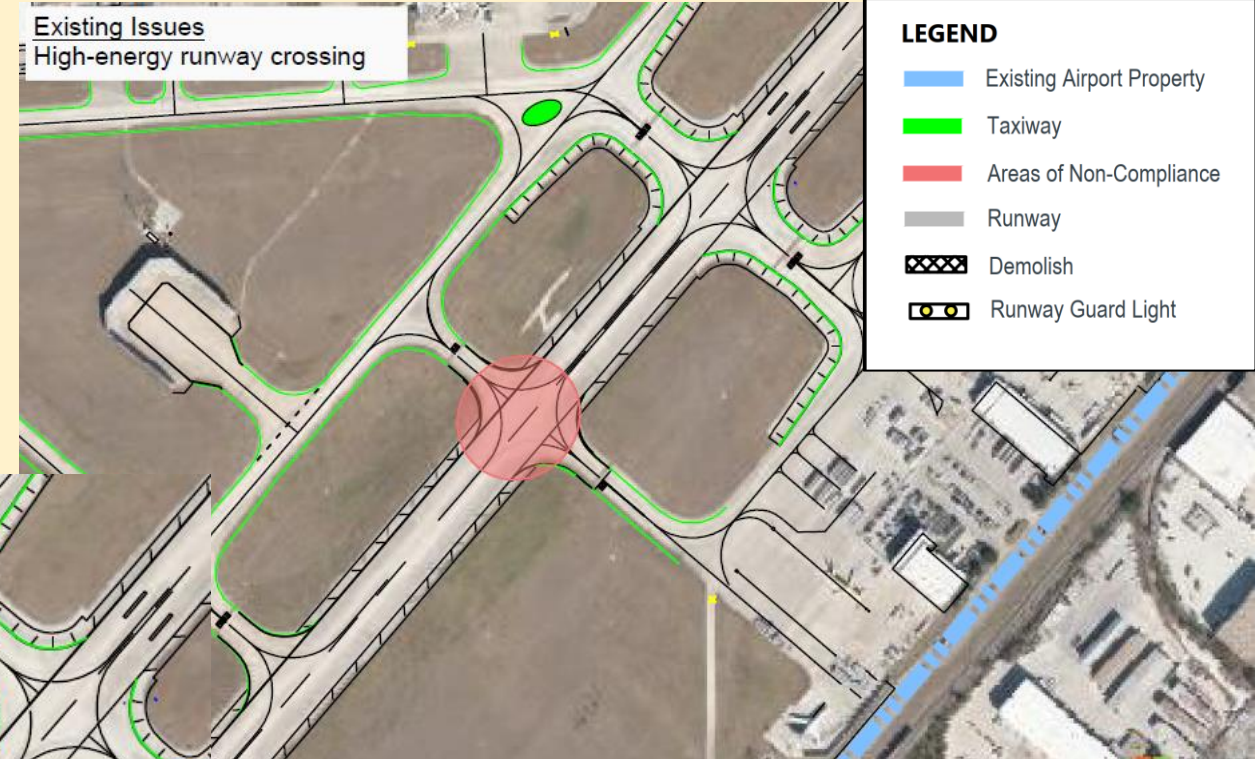 Existing Issues
High-energy runway crossing
LEGEND
Existing Airport Property
Taxiway
Areas of Non-Compliance
Runway
Demolish
Runway Guard Light